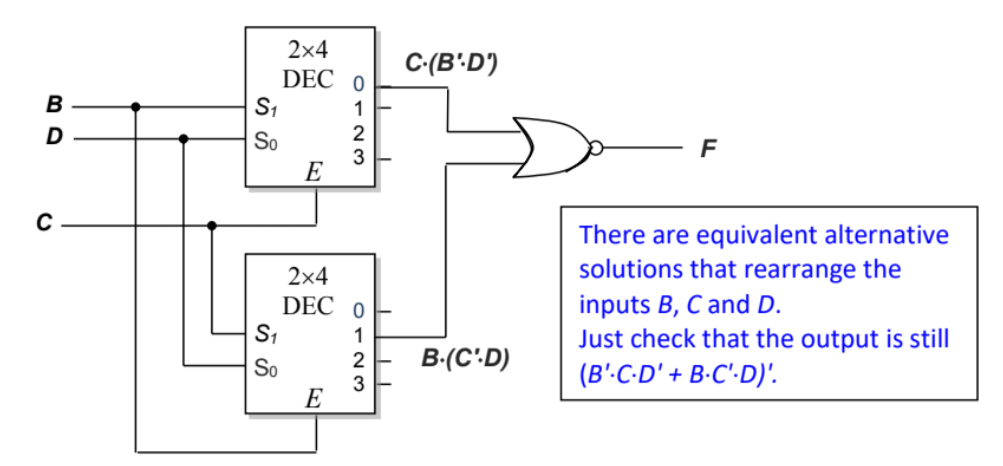 2×4
DEC
C·(B'·D')
0
B
S1
1
D
S0
2
3
E
F
C
There are equivalent alternative
solutions that rearrange the
inputs B, C and D.
Just check that the output is still
(B'·C·D' + B·C'·D)'.
2×4
DEC
0
S1
1
S0
2
B·(C'·D)
3
E